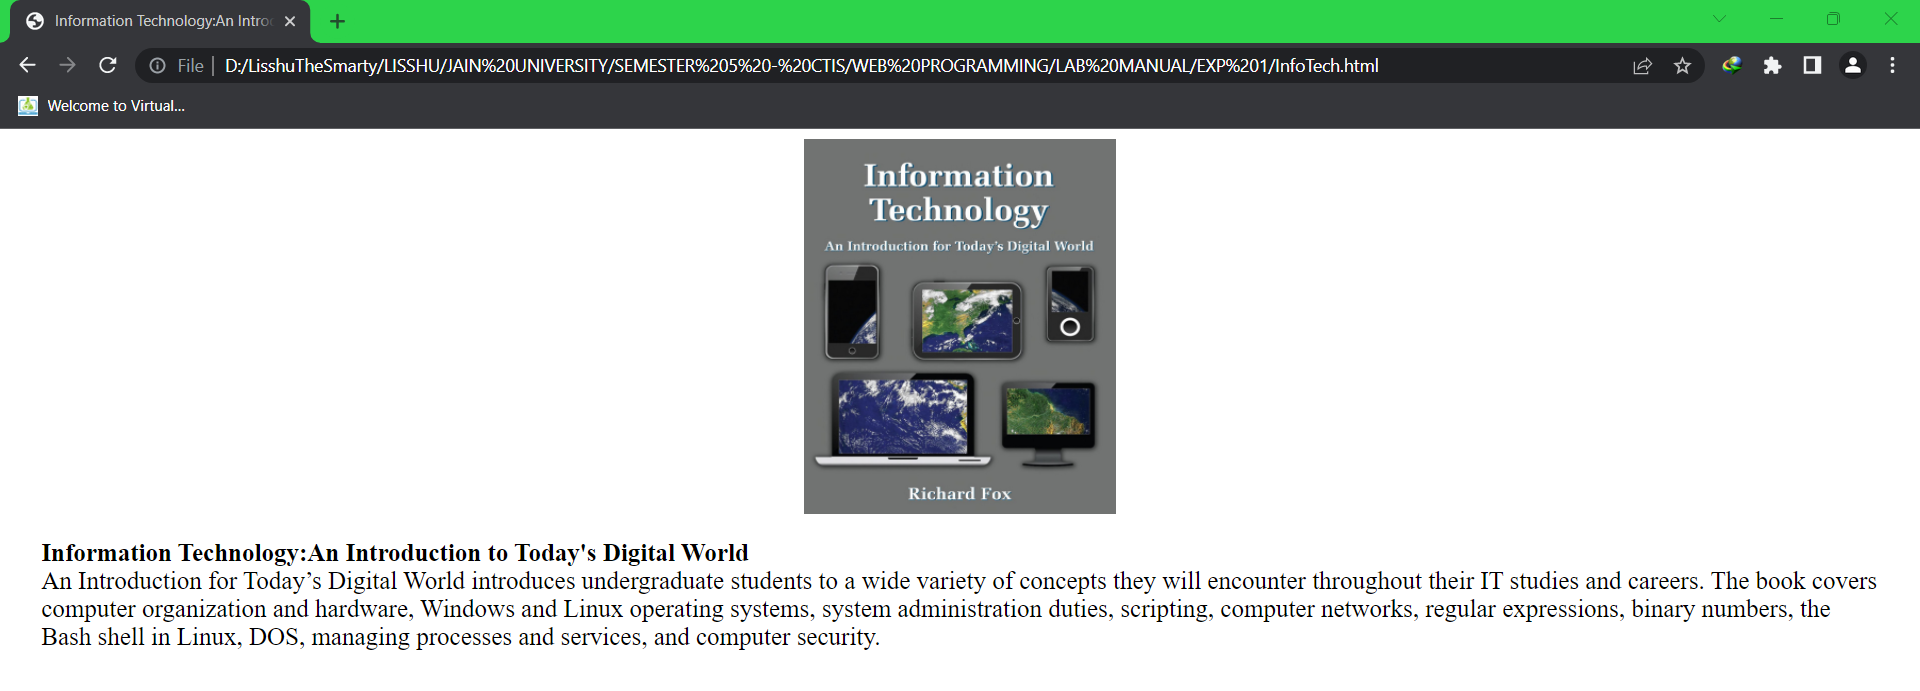 Information Technology:An Intro
File
D:/LisshuTheSmarty/LISSHU/JAIN%20UNIVERSITY/SEMESTER%205%20-%20CTIS/WEB%20PROGRAMMING/LAB%20MANUAL/EXP%201/InfoTech.html
Welcome to Virtual...
Information
Technology
An Introduction for Today's Digital World
Richard Fox
Information Technology:An Introduction to Today's Digital World
An Introduction for Today’s Digital World introduces undergraduate students to a wide variety of concepts they will encounter throughout their IT studies and careers. The book covers
computer organization and hardware, Windows and Linux operating systems, system administration duties, scripting, computer networks, regular expressions, binary numbers, the
Bash shell in Linux, DOS, managing processes and services, and computer security.